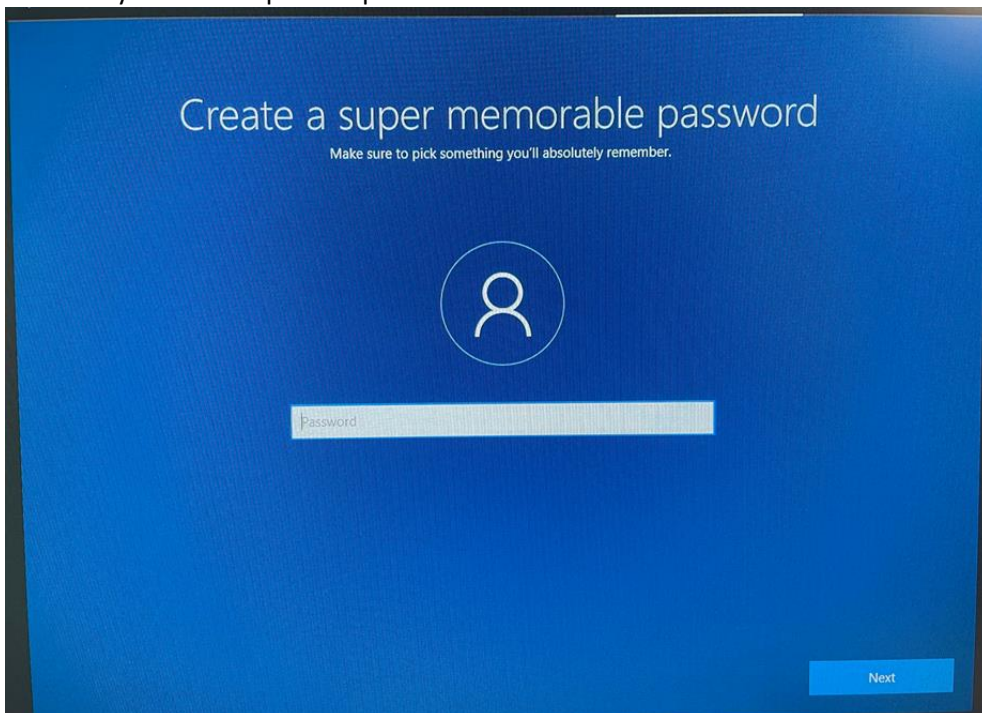 Create a super memorable password
Make sure to pick something you'll absolutely remember.
Password
Next